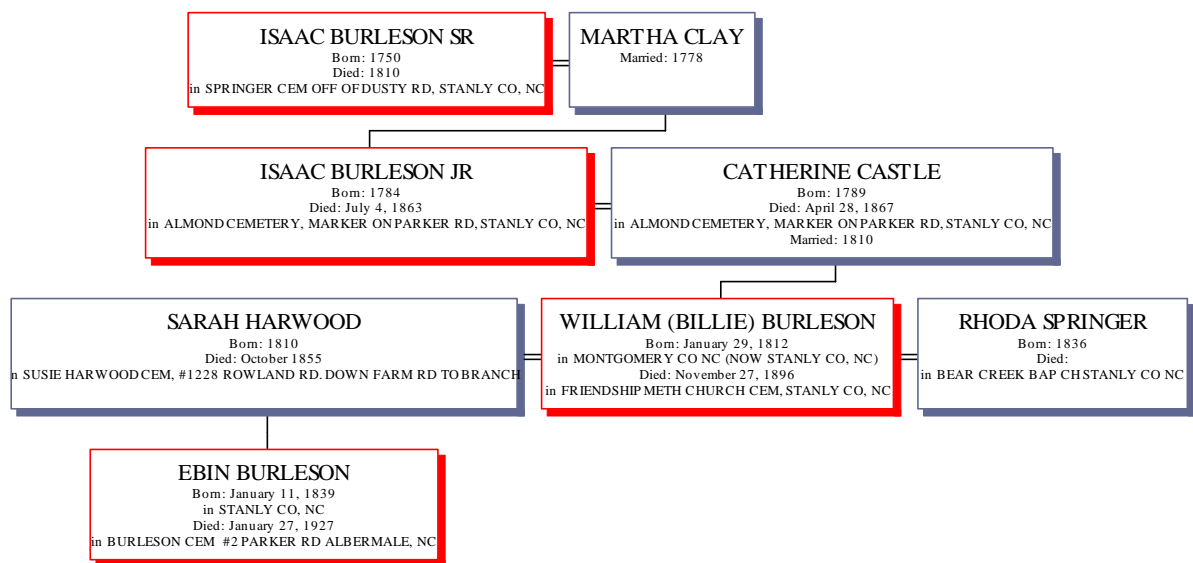 ISAAC BURLESON SR
Born: 1750
Died: 1810
in SPRINGER CEM OFF OF DUSTY RD, STANLY CO, NC
MARTHA CLAY
Married: 1778
ISAAC BURLESON JR
Born: 1784
Died: July 4, 1863
in ALMOND CEMETERY, MARKER ON PARKER RD, STANLY CO, NC
CATHERINE CASTLE
Born: 1789
Died: April 28, 1867
in ALMOND CEMETERY, MARKER ON PARKER RD, STANLY CO, NC
Married: 1810
SARAH HARWOOD
Born: 1810
Died: October 1855
in SUSIE HARWOOD CEM, #1228 ROWLAND RD. DOWN FARM RD TO BRANCH
WILLIAM (BILLIE) BURLESON
Born: January 29, 1812
in MONTGOMERY CO NC (NOW STANLY CO, NC)
Died: November 27, 1896
in FRIENDSHIP METH CHURCH CEM, STANLY CO, NC
RHODA SPRINGER
Born: 1836
Died:
in BEAR CREEK BAP CH STANLY CO NC
EBIN BURLESON
Born: January 11, 1839
in STANLY CO, NC
Died: January 27, 1927
in BURLESON CEM #2 PARKER RD ALBERMALE, NC